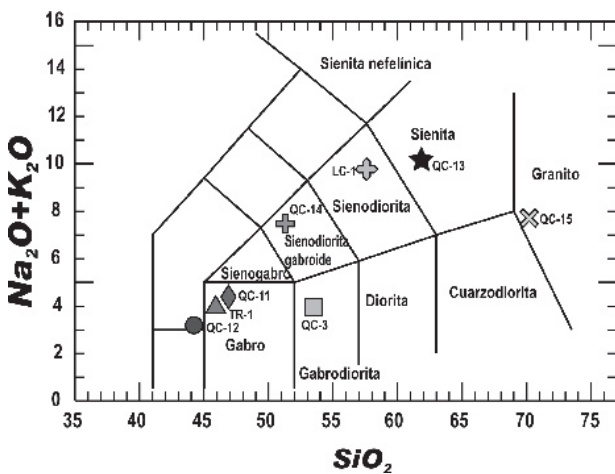 16
14
12
10
8
6
4
2
0
Na₂O+K₂O
Sienita nefelínica
Sienita
LC-1
QC-13
Granito
QC-14
Sienodiorita
QC-15
Sienodiorita
gabroide
Sienogabro
QC-11
TR-1
QC-12
Gabro
QC-3
Diorita
Cuarzodiorita
Gabrodiorita
35 40 45 50 55 60 65 70 75
SiO₂